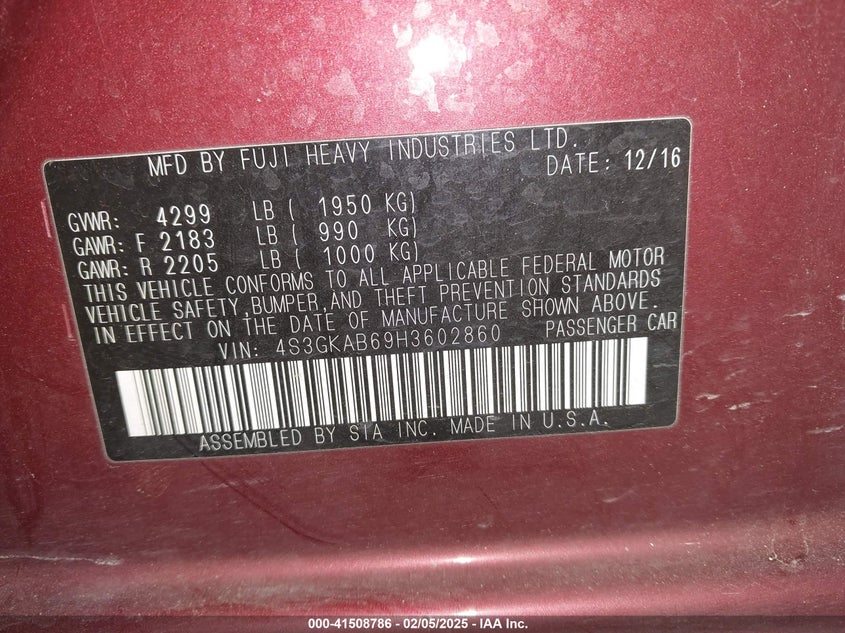 MFD BY FUJI HEAVY INDUSTRIES LTD.
DATE: 12/16
GVWR: 4299 LB ( 1950 KG)
GAWR: F 2183 LB ( 990 KG)
GAWR: R 2205 LB ( 1000 KG)
THIS VEHICLE CONFORMS TO ALL APPLICABLE FEDERAL MOTOR
VEHICLE SAFETY,BUMPER,AND THEFT PREVENTION STANDARDS
IN EFFECT ON THE DATE OF MANUFACTURE SHOWN ABOVE.
VIN: 4S3GKAB69H3602860 PASSENGER CAR
ASSEMBLED BY SIA INC. MADE IN U.S.A.
000-41508786 - 02/05/2025 - IAA Inc.